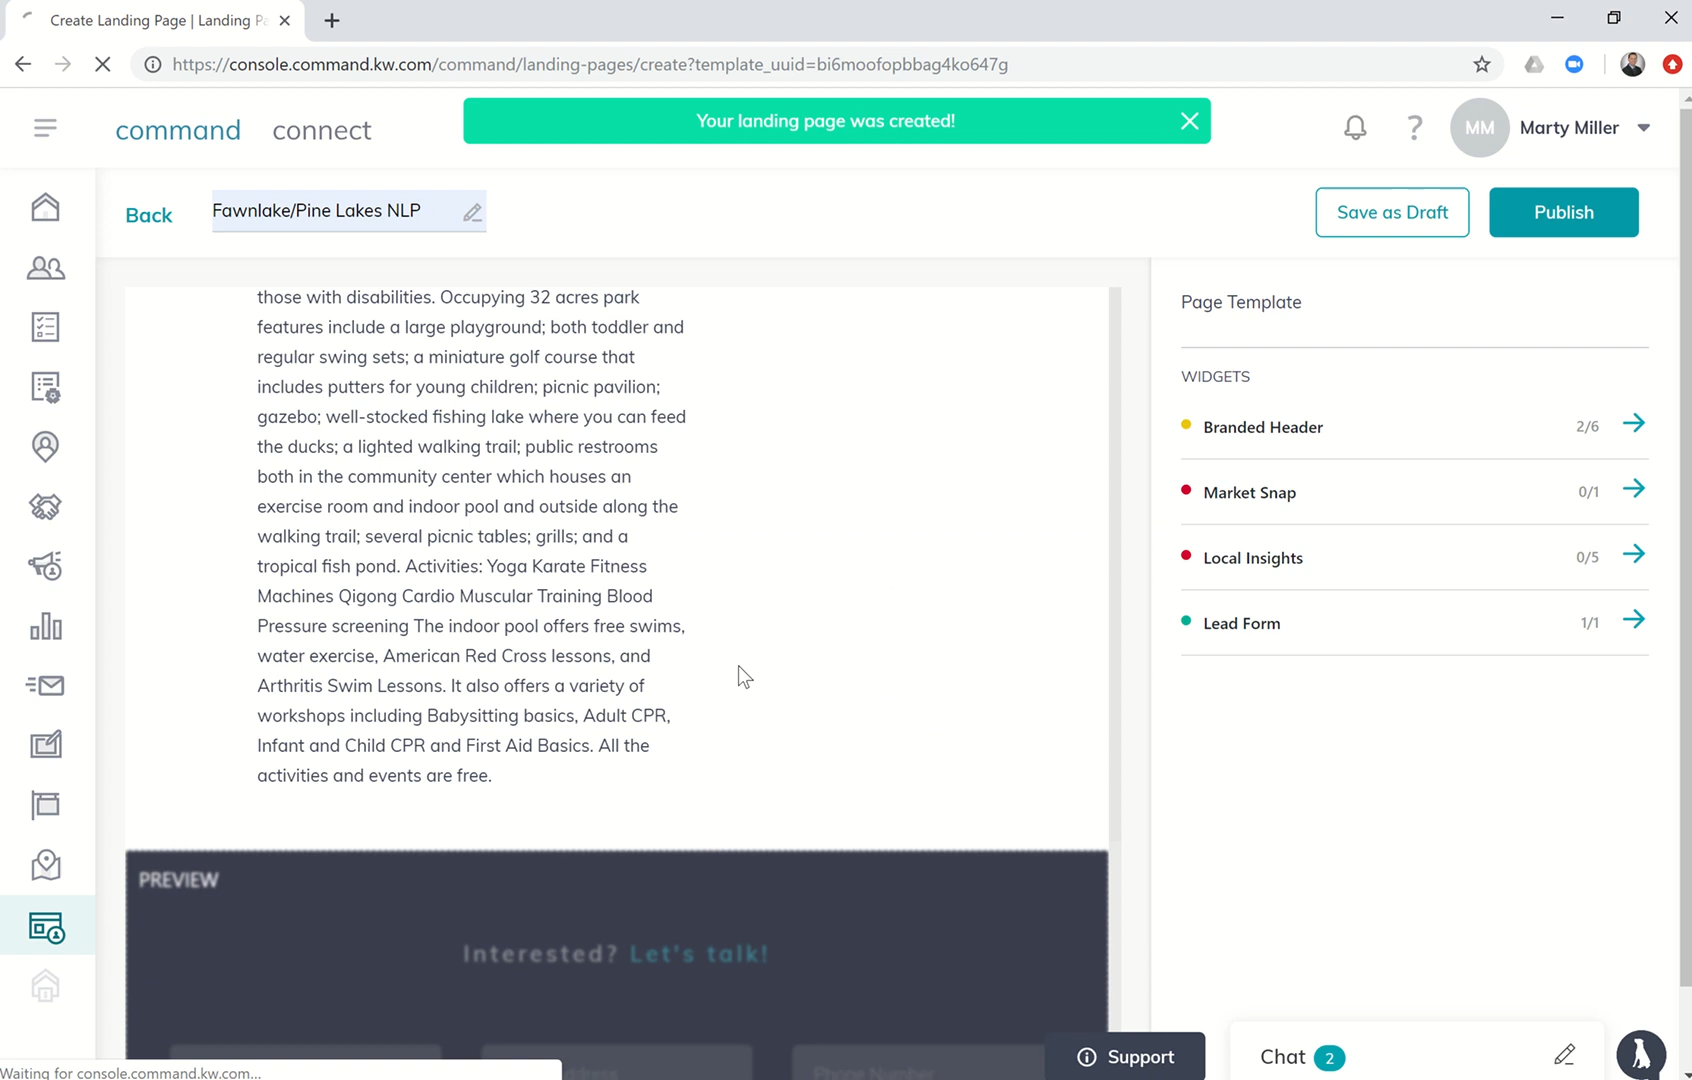 Create Landing Page | Landing Pa
https://console.command.kw.com/command/landing-pages/create?template_uuid=bi6moofopbbag4ko647g
command connect
Your landing page was created!
MM Marty Miller
Back
Fawnlake/Pine Lakes NLP
Save as Draft
Publish
those with disabilities. Occupying 32 acres park
features include a large playground; both toddler and
regular swing sets; a miniature golf course that
includes putters for young children; picnic pavilion;
gazebo; well-stocked fishing lake where you can feed
the ducks; a lighted walking trail; public restrooms
both in the community center which houses an
exercise room and indoor pool and outside along the
walking trail; several picnic tables; grills; and a
tropical fish pond. Activities: Yoga Karate Fitness
Machines Qigong Cardio Muscular Training Blood
Pressure screening The indoor pool offers free swims,
water exercise, American Red Cross lessons, and
Arthritis Swim Lessons. It also offers a variety of
workshops including Babysitting basics, Adult CPR,
Infant and Child CPR and First Aid Basics. All the
activities and events are free.
PREVIEW
Interested? Let's talk!
Phone Number
Page Template
WIDGETS
Branded Header 2/6
Market Snap 0/1
Local Insights 0/5
Lead Form 1/1
Support
Chat 2
Waiting for console.command.kw.com...